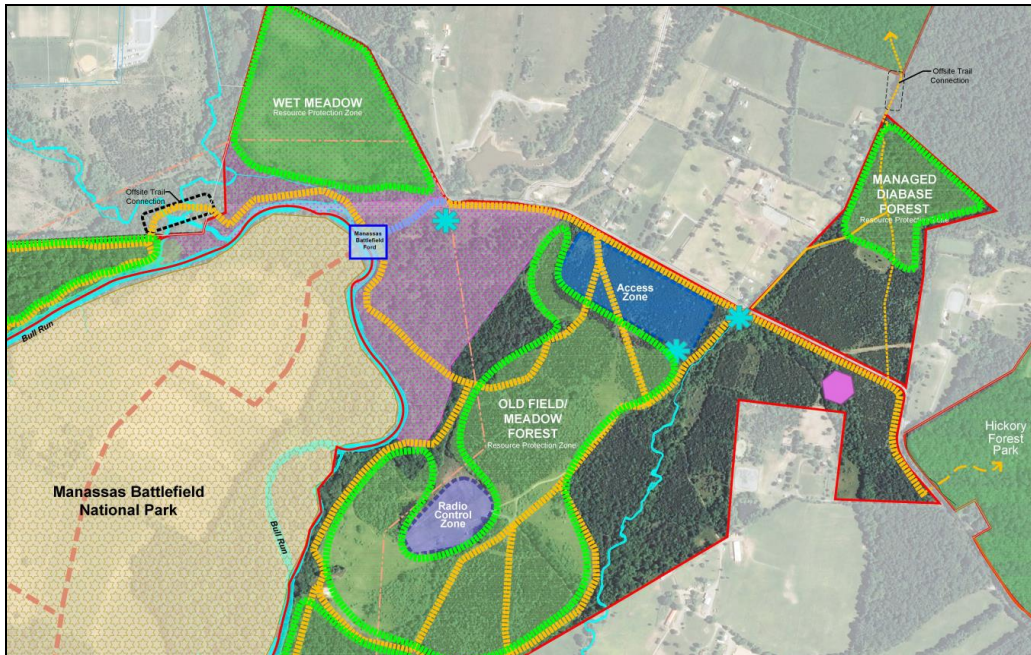 WET MEADOW
Resource Protection Zone
Offsite Trail
Connection
Offsite Trail
Connection
MANAGED
DIABASE
FOREST
Resource Protection Zone
Manassas
Battlefield
Ford
Access
Zone
Bull Run
OLD FIELD/
MEADOW
FOREST
Resource Protection Zone
Hickory
Forest
Park
Manassas Battlefield
National Park
Radio
Control
Zone
Bull Run